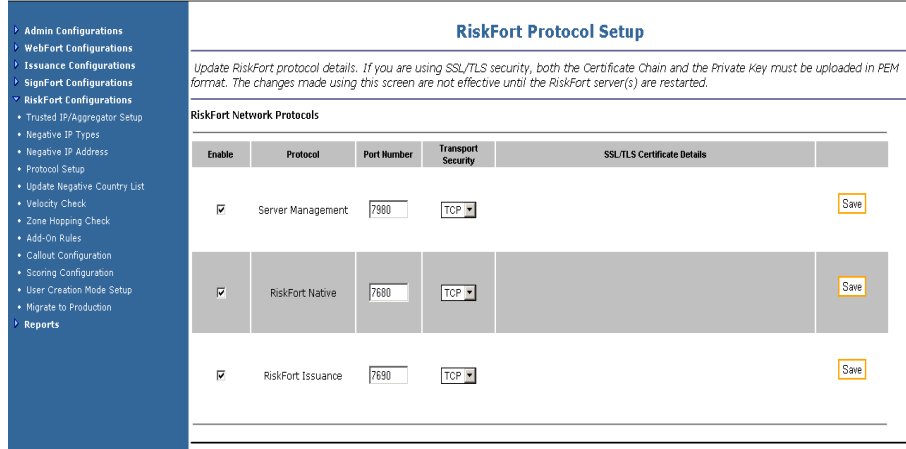 Admin Configurations
WebFort Configurations
Issuance Configurations
SignFort Configurations
RiskFort Configurations
Trusted IP/Aggregator Setup
Negative IP Types
Negative IP Address
Protocol Setup
Update Negative Country List
Velocity Check
Zone Hopping Check
Add-On Rules
Callout Configuration
Scoring Configuration
User Creation Mode Setup
Migrate to Production
Reports
RiskFort Protocol Setup
Update RiskFort protocol details. If you are using SSL/TLS security, both the Certificate Chain and the Private Key must be uploaded in PEM
format. The changes made using this screen are not effective until the RiskFort server(s) are restarted.
RiskFort Network Protocols
Enable Protocol Port Number Transport Security SSL/TLS Certificate Details
Server Management 7980 TCP Save
RiskFort Native 7680 TCP Save
RiskFort Issuance 7690 TCP Save